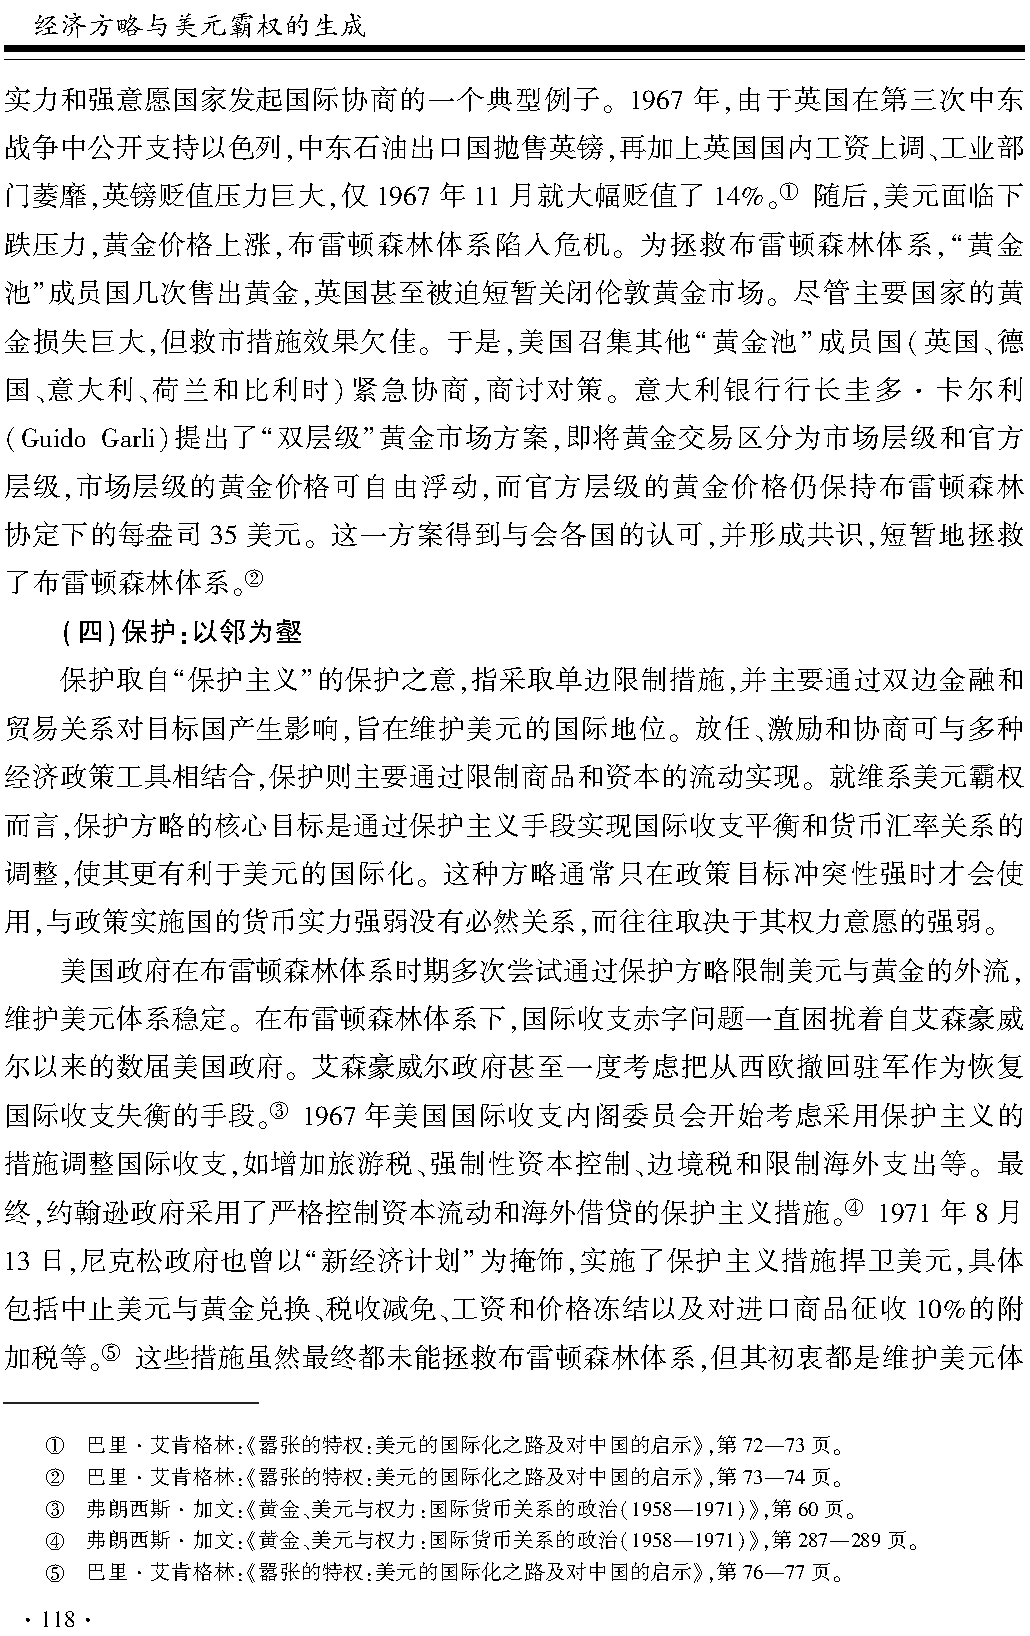 经济方略与美元霸权的生成
实力和强意愿国家发起国际协商的一个典型例子。1967 年,由于英国在第三次中东
战争中公开支持以色列,中东石油出口国抛售英镑,再加上英国国内工资上调、工业部
门萎靡,英镑贬值压力巨大,仅 1967 年 11 月就大幅贬值了 14%。① 随后,美元面临下
跌压力,黄金价格上涨,布雷顿森林体系陷入危机。为拯救布雷顿森林体系,“黄金
池”成员国几次售出黄金,英国甚至被迫短暂关闭伦敦黄金市场。尽管主要国家的黄
金损失巨大,但救市措施效果欠佳。于是,美国召集其他“黄金池”成员国(英国、德
国、意大利、荷兰和比利时)紧急协商,商讨对策。意大利银行行长圭多·卡尔利
(Guido Garli)提出了“双层级”黄金市场方案,即将黄金交易区分为市场层级和官方
层级,市场层级的黄金价格可自由浮动,而官方层级的黄金价格仍保持布雷顿森林
协定下的每盎司 35 美元。这一方案得到与会各国的认可,并形成共识,短暂地拯救
了布雷顿森林体系。②
(四)保护:以邻为壑
保护取自“保护主义”的保护之意,指采取单边限制措施,并主要通过双边金融和
贸易关系对目标国产生影响,旨在维护美元的国际地位。放任、激励和协商可与多种
经济政策工具相结合,保护则主要通过限制商品和资本的流动实现。就维系美元霸权
而言,保护方略的核心目标是通过保护主义手段实现国际收支平衡和货币汇率关系的
调整,使其更有利于美元的国际化。这种方略通常只在政策目标冲突性强时才会使
用,与政策实施国的货币实力强弱没有必然关系,而往往取决于其权力意愿的强弱。
美国政府在布雷顿森林体系时期多次尝试通过保护方略限制美元与黄金的外流,
维护美元体系稳定。在布雷顿森林体系下,国际收支赤字问题一直困扰着自艾森豪威
尔以来的数届美国政府。艾森豪威尔政府甚至一度考虑把从西欧撤回驻军作为恢复
国际收支失衡的手段。③ 1967 年美国国际收支内阁委员会开始考虑采用保护主义的
措施调整国际收支,如增加旅游税、强制性资本控制、边境税和限制海外支出等。最
终,约翰逊政府采用了严格控制资本流动和海外借贷的保护主义措施。④ 1971 年 8 月
13 日,尼克松政府也曾以“新经济计划”为掩饰,实施了保护主义措施捍卫美元,具体
包括中止美元与黄金兑换、税收减免、工资和价格冻结以及对进口商品征收 10%的附
加税等。⑤ 这些措施虽然最终都未能拯救布雷顿森林体系,但其初衷都是维护美元体
① 巴里·艾肯格林:《嚣张的特权:美元的国际化之路及对中国的启示》,第 72—73 页。
② 巴里·艾肯格林:《嚣张的特权:美元的国际化之路及对中国的启示》,第 73—74 页。
③ 弗朗西斯·加文:《黄金、美元与权力:国际货币关系的政治(1958—1971)》,第 60 页。
④ 弗朗西斯·加文:《黄金、美元与权力:国际货币关系的政治(1958—1971)》,第 287—289 页。
⑤ 巴里·艾肯格林:《嚣张的特权:美元的国际化之路及对中国的启示》,第 76—77 页。
·118·